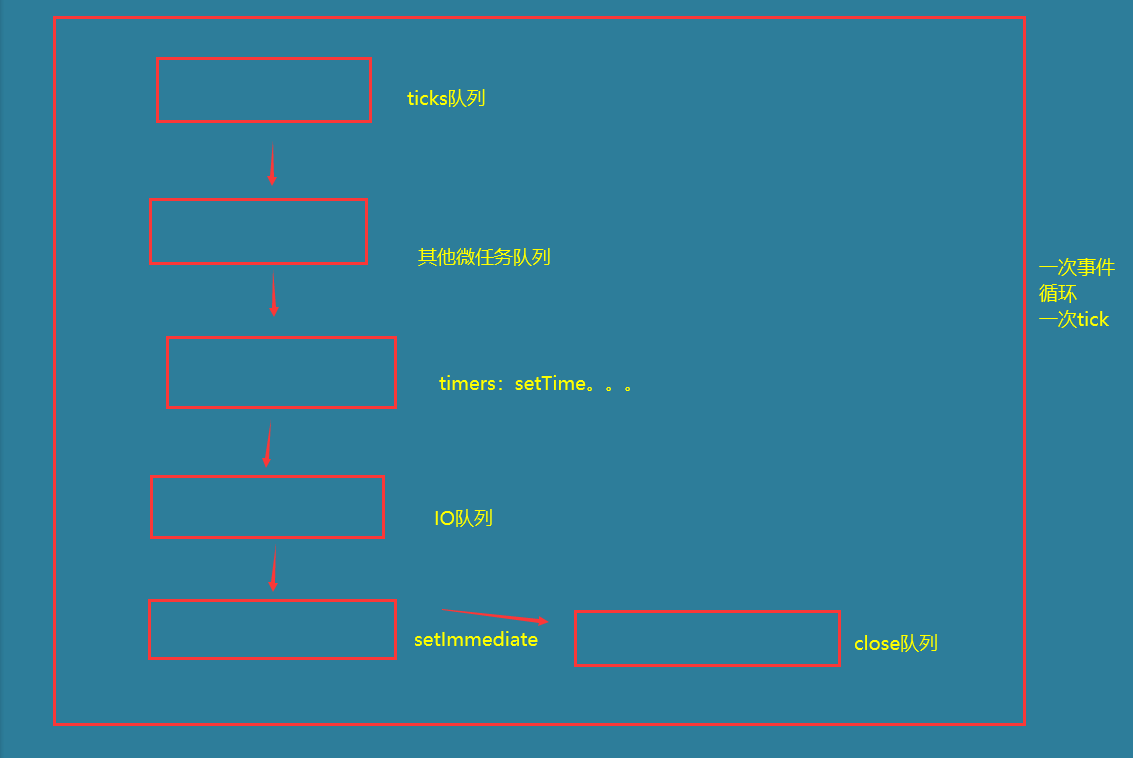 ticks队列
其他微任务队列
一次事件
循环
一次tick
timers：setTime。。。
IO队列
setImmediate
close队列